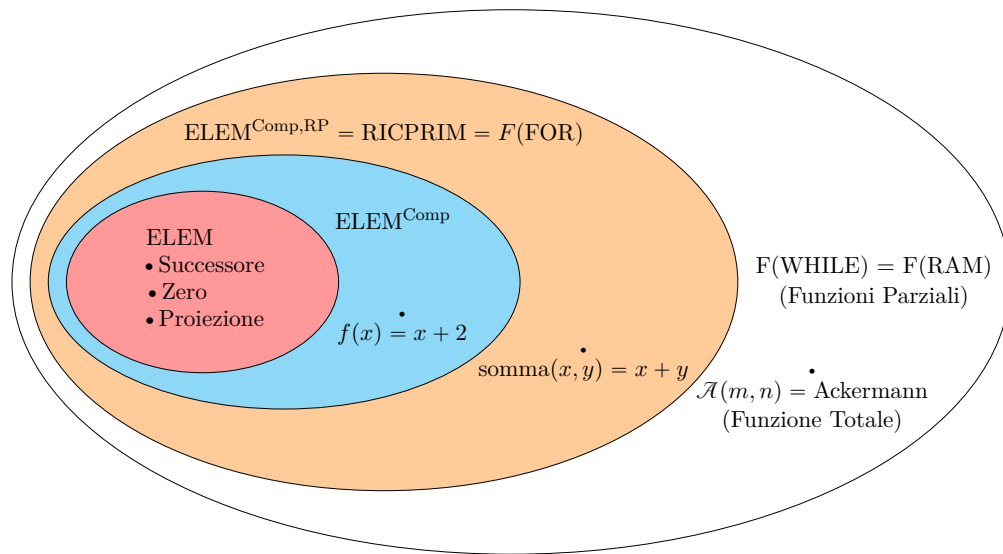 ELEM^Comp,RP = RICPRIM = F(FOR)
ELEM^Comp
ELEM
• Successore
• Zero
• Proiezione
f(x) = x + 2
somma(x, y) = x + y
F(WHILE) = F(RAM)
(Funzioni Parziali)
𝒜(m, n) = Ackermann
(Funzione Totale)